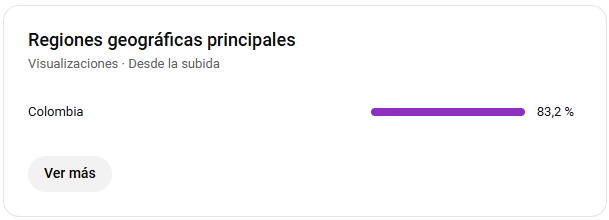 Regiones geográficas principales
Visualizaciones · Desde la subida
Colombia 83,2 %
Ver más